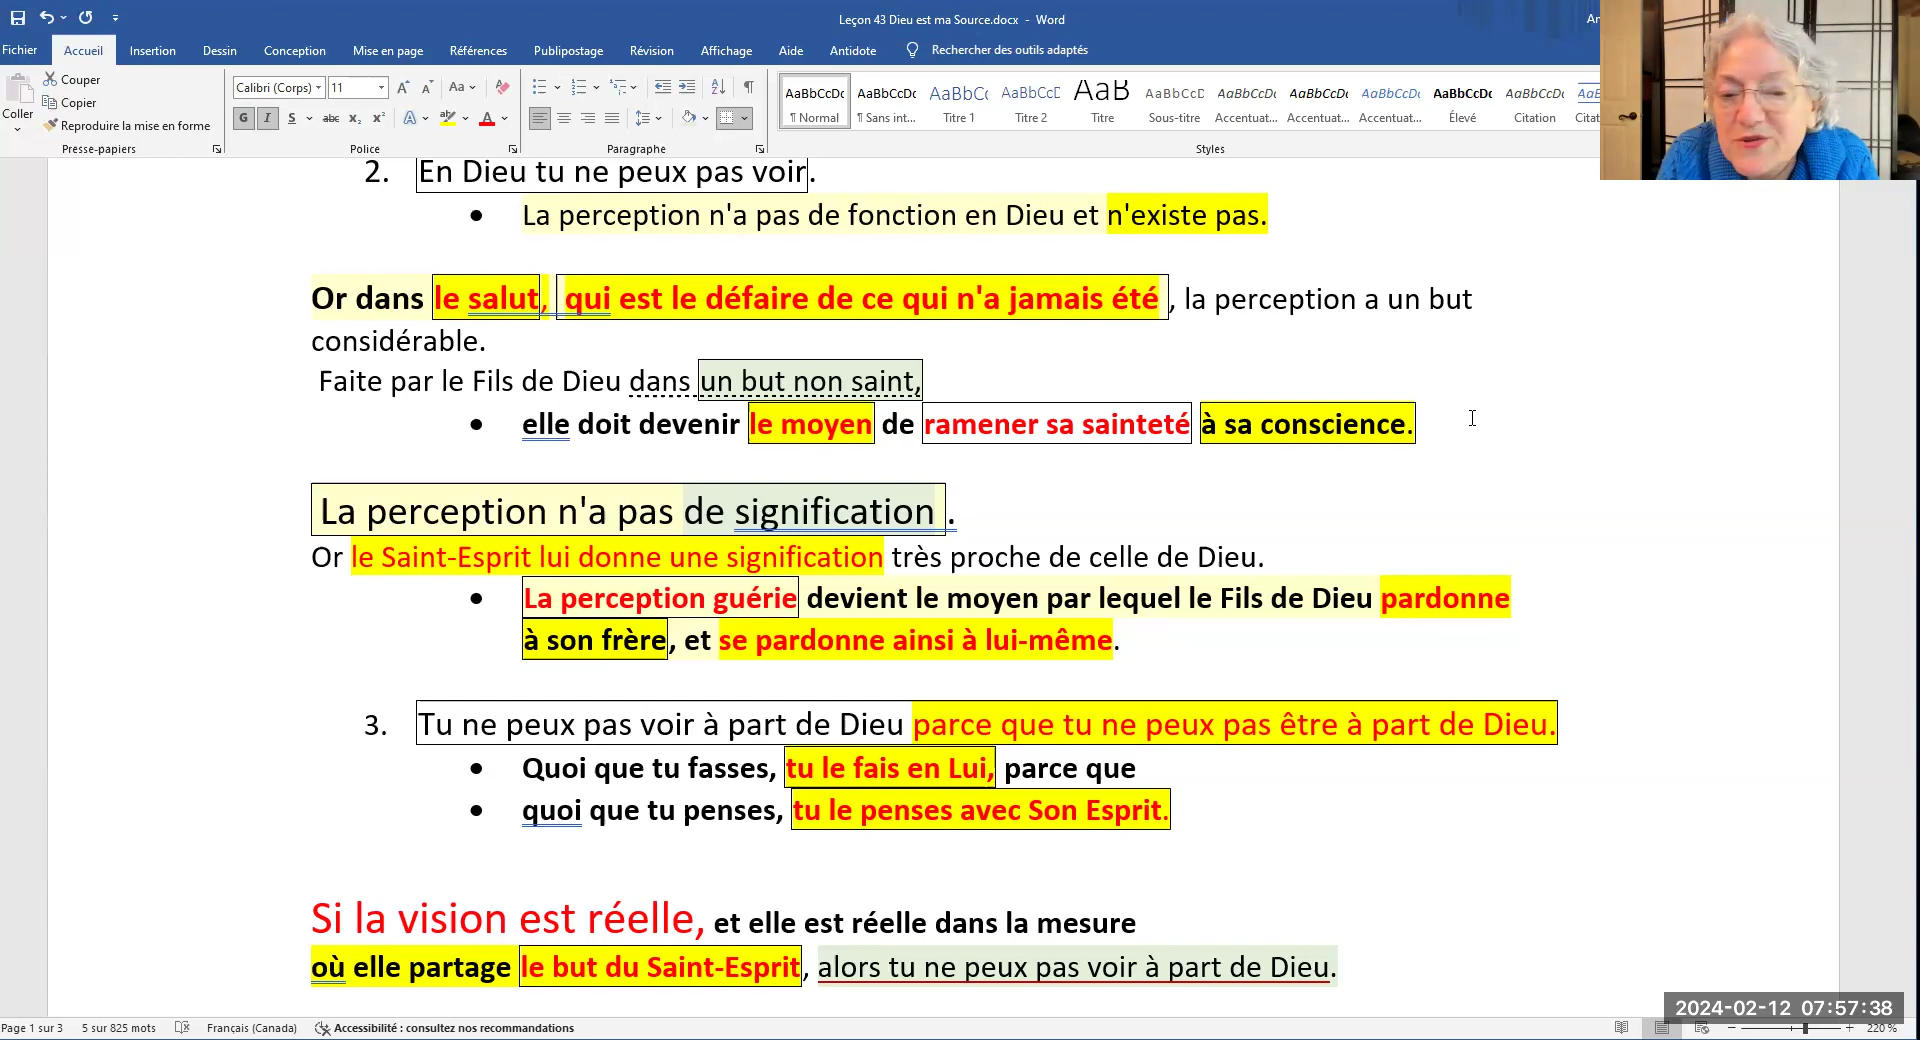 Leçon 43 Dieu est ma Source.docx - Word
Fichier Accueil Insertion Dessin Conception Mise en page Références Publipostage Révision Affichage Aide Antidote Rechercher des outils adaptés
Coller
Couper
Copier
Reproduire la mise en forme
Calibri (Corps) 11
AaBbCcDc ¶ Normal
AaBbCcDc ¶ Sans int...
AaBbC Titre 1
AaBbCcD Titre 2
AaB Titre
AaBbCcD Sous-titre
AaBbCcDc Accentuat...
AaBbCcDc Accentuat...
AaBbCcDc Accentuat...
AaBbCcDc Élevé
AaBbCcDc Citation
Presse-papiers Police Paragraphe Styles
2. En Dieu tu ne peux pas voir.
• La perception n'a pas de fonction en Dieu et n'existe pas.
Or dans le salut, qui est le défaire de ce qui n'a jamais été , la perception a un but
considérable.
Faite par le Fils de Dieu dans un but non saint,
• elle doit devenir le moyen de ramener sa sainteté à sa conscience.
La perception n'a pas de signification .
Or le Saint-Esprit lui donne une signification très proche de celle de Dieu.
• La perception guérie devient le moyen par lequel le Fils de Dieu pardonne
à son frère, et se pardonne ainsi à lui-même.
3. Tu ne peux pas voir à part de Dieu parce que tu ne peux pas être à part de Dieu.
• Quoi que tu fasses, tu le fais en Lui, parce que
• quoi que tu penses, tu le penses avec Son Esprit.
Si la vision est réelle, et elle est réelle dans la mesure
où elle partage le but du Saint-Esprit, alors tu ne peux pas voir à part de Dieu.
2024-02-12 07:57:38
Page 1 sur 3 5 sur 825 mots Français (Canada) Accessibilité : consultez nos recommandations 220 %